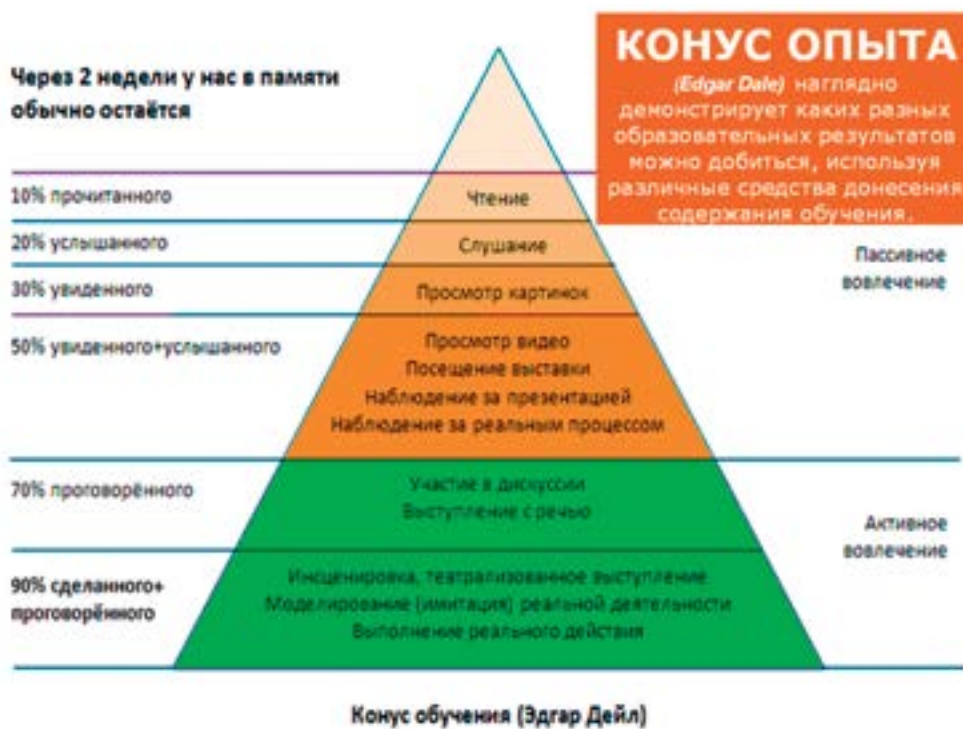 КОНУС ОПЫТА
(Edgar Dale) наглядно
демонстрирует каких разных
образовательных результатов
можно добиться, используя
различные средства донесения
содержания обучения.
Через 2 недели у нас в памяти
обычно остаётся
10% прочитанного
Чтение
20% услышанного
Слушание
Пассивное
вовлечение
30% увиденного
Просмотр картинок
50% увиденного+услышанного
Просмотр видео
Посещение выставки
Наблюдение за презентацией
Наблюдение за реальным процессом
70% проговорённого
Участие в дискуссии
Выступление с речью
Активное
вовлечение
90% сделанного+
проговорённого
Инсценировка, театрализованное выступление
Моделирование (имитация) реальной деятельности
Выполнение реального действия
Конус обучения (Эдгар Дейл)